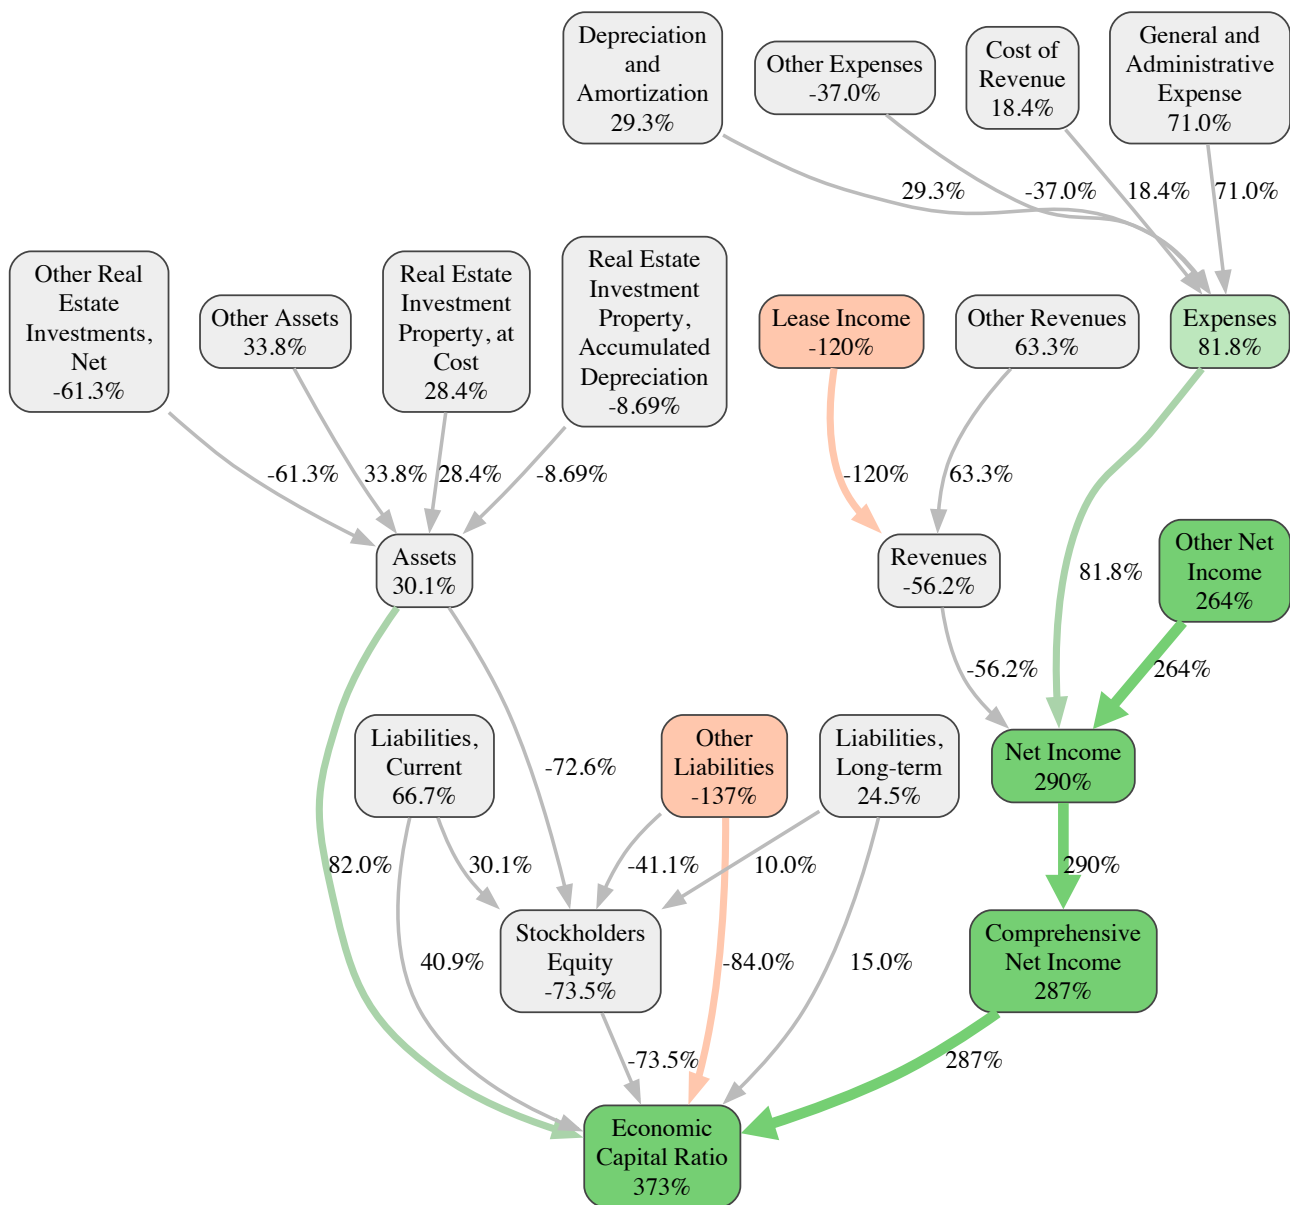 Depreciation
and
Amortization
29.3%
Other Expenses
-37.0%
Cost of
Revenue
18.4%
General and
Administrative
Expense
71.0%
29.3%
-37.0%
18.4%
71.0%
Other Real
Estate
Investments,
Net
-61.3%
Other Assets
33.8%
Real Estate
Investment
Property, at
Cost
28.4%
Real Estate
Investment
Property,
Accumulated
Depreciation
-8.69%
Lease Income
-120%
Other Revenues
63.3%
Expenses
81.8%
-61.3%
33.8%
28.4%
-8.69%
-120%
63.3%
Assets
30.1%
Revenues
-56.2%
81.8%
Other Net
Income
264%
-56.2%
264%
Liabilities,
Current
66.7%
-72.6%
Other
Liabilities
-137%
Liabilities,
Long-term
24.5%
Net Income
290%
82.0%
30.1%
-41.1%
10.0%
290%
40.9%
Stockholders
Equity
-73.5%
-84.0%
15.0%
Comprehensive
Net Income
287%
-73.5%
287%
Economic
Capital Ratio
373%